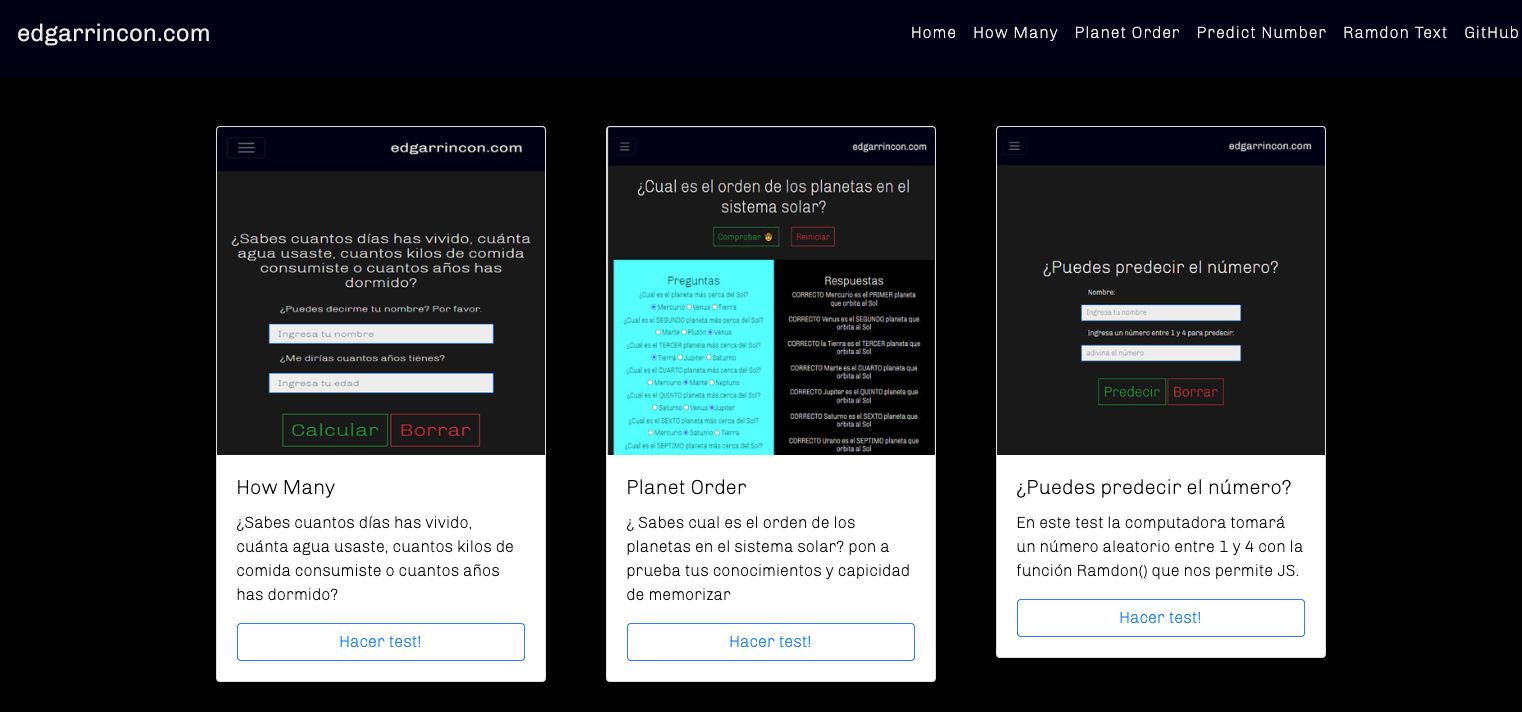 edgarrincon.com
Home How Many Planet Order Predict Number Ramdon Text GitHub
edgarrincon.com
¿Sabes cuantos días has vivido, cuánta
agua usaste, cuantos kilos de comida
consumiste o cuantos años has
dormido?
¿Puedes decirme tu nombre? Por favor.
Ingresa tu nombre
¿Me dirías cuantos años tienes?
Ingresa tu edad
Calcular Borrar
How Many
¿Sabes cuantos días has vivido,
cuánta agua usaste, cuantos kilos de
comida consumiste o cuantos años
has dormido?
Hacer test!
edgarrincon.com
¿Cual es el orden de los planetas en el
sistema solar?
Comprobar Reiniciar
Preguntas
¿Cual es el planeta más cerca del Sol?
Mercurio Venus Tierra
¿Cual es el SEGUNDO planeta más cerca del Sol?
Marte Plutón Venus
¿Cual es el TERCER planeta más cerca del Sol?
Tierra Jupiter Saturno
¿Cual es el CUARTO planeta más cerca del Sol?
Mercurio Marte Neptuno
¿Cual es el QUINTO planeta más cerca del Sol?
Saturno Venus Jupiter
¿Cual es el SEXTO planeta más cerca del Sol?
Mercurio Saturno Tierra
¿Cual es el SEPTIMO planeta más cerca del Sol?
Respuestas
CORRECTO Mercurio es el PRIMER planeta
que orbita al Sol
CORRECTO Venus es el SEGUNDO planeta que
orbita al Sol
CORRECTO la Tierra es el TERCER planeta que
orbita al Sol
CORRECTO Marte es el CUARTO planeta que
orbita al Sol
CORRECTO Jupiter es el QUINTO planeta que
orbita al Sol
CORRECTO Saturno es el SEXTO planeta que
orbita al Sol
CORRECTO Urano es el SEPTIMO planeta que
orbita al Sol
Planet Order
¿ Sabes cual es el orden de los
planetas en el sistema solar? pon a
prueba tus conocimientos y capicidad
de memorizar
Hacer test!
edgarrincon.com
¿Puedes predecir el número?
Nombre:
Ingresa tu nombre
Ingresa un número entre 1 y 4 para predecir:
adivina el número
Predecir Borrar
¿Puedes predecir el número?
En este test la computadora tomará
un número aleatorio entre 1 y 4 con la
función Ramdon() que nos permite JS.
Hacer test!